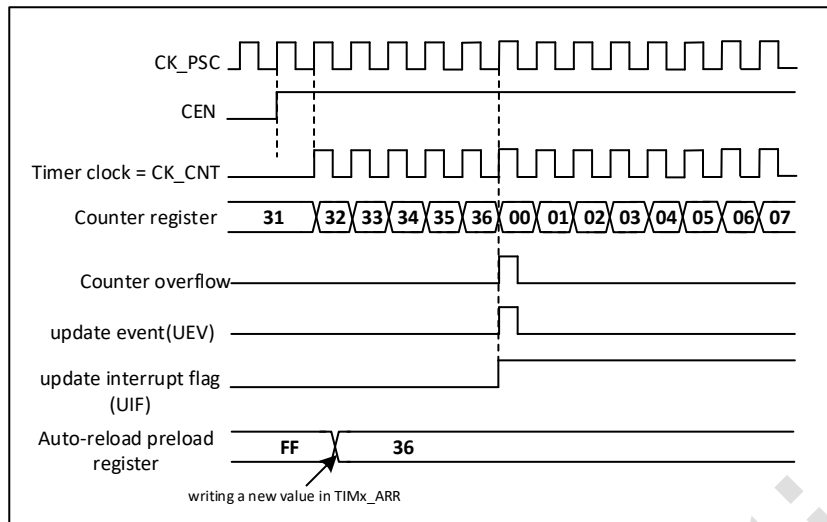 CK_PSC
CEN
Timer clock = CK_CNT
Counter register 31 32 33 34 35 36 00 01 02 03 04 05 06 07
Counter overflow
update event(UEV)
update interrupt flag
(UIF)
Auto-reload preload
register
FF 36
writing a new value in TIMx_ARR